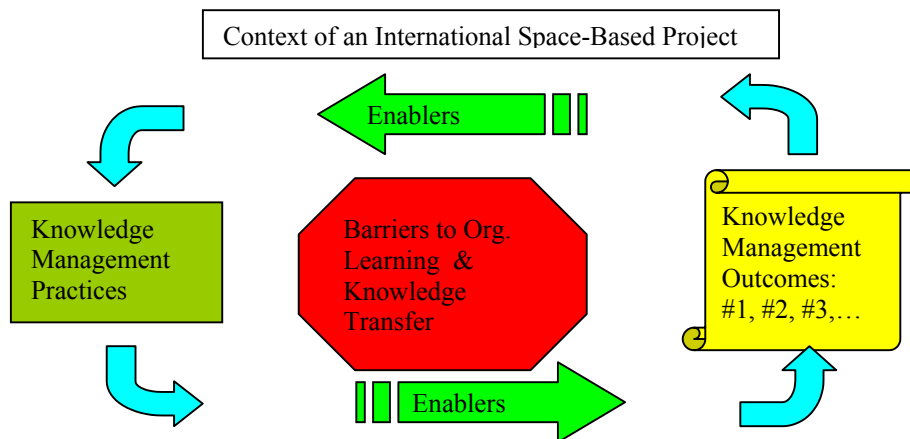 Context of an International Space-Based Project
Enablers
Knowledge
Management
Practices
Barriers to Org.
Learning &
Knowledge
Transfer
Knowledge
Management
Outcomes:
#1, #2, #3,…
Enablers